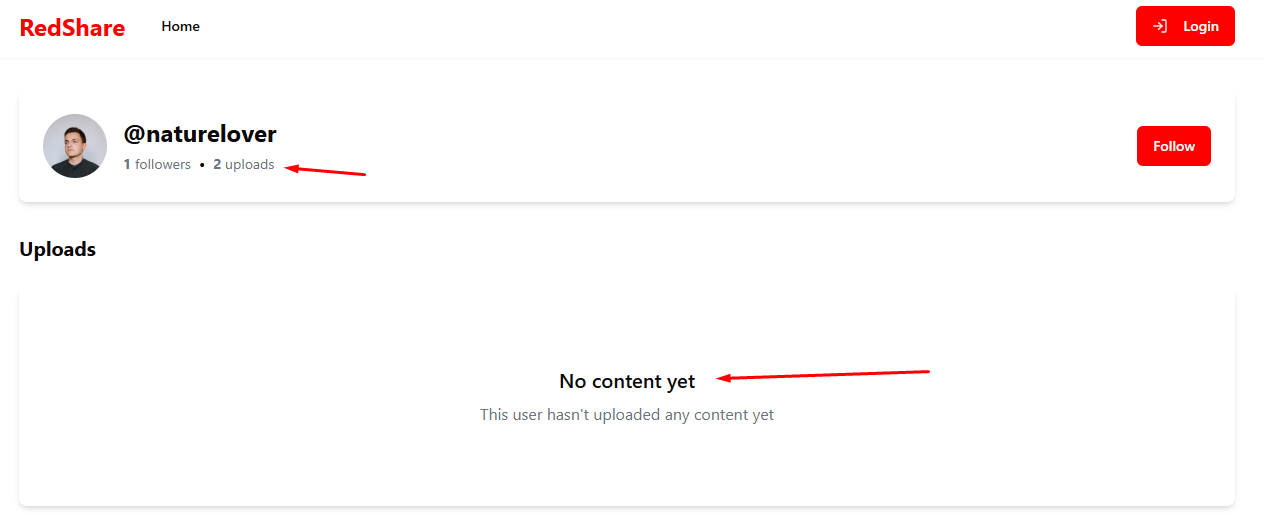 RedShare Home Login
@naturelover
1 followers • 2 uploads
Follow
Uploads
No content yet
This user hasn't uploaded any content yet